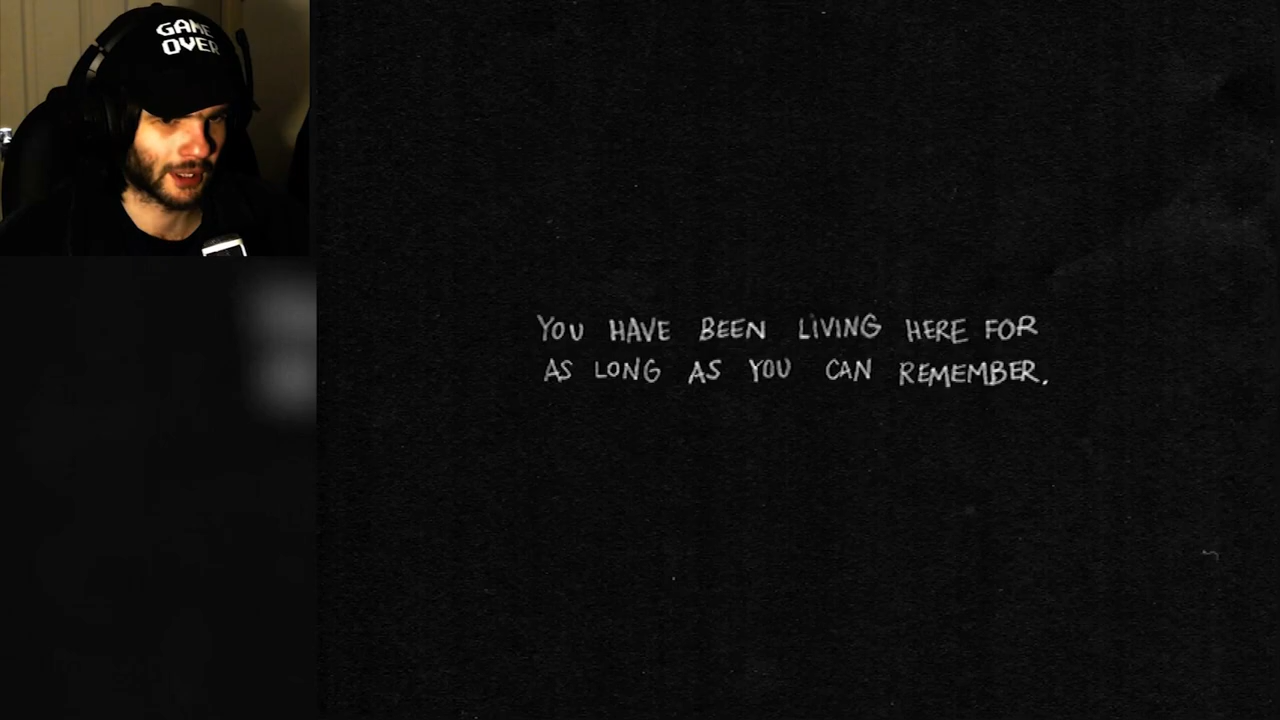 GAME
OVER
YOU HAVE BEEN LIVING HERE FOR
AS LONG AS YOU CAN REMEMBER.